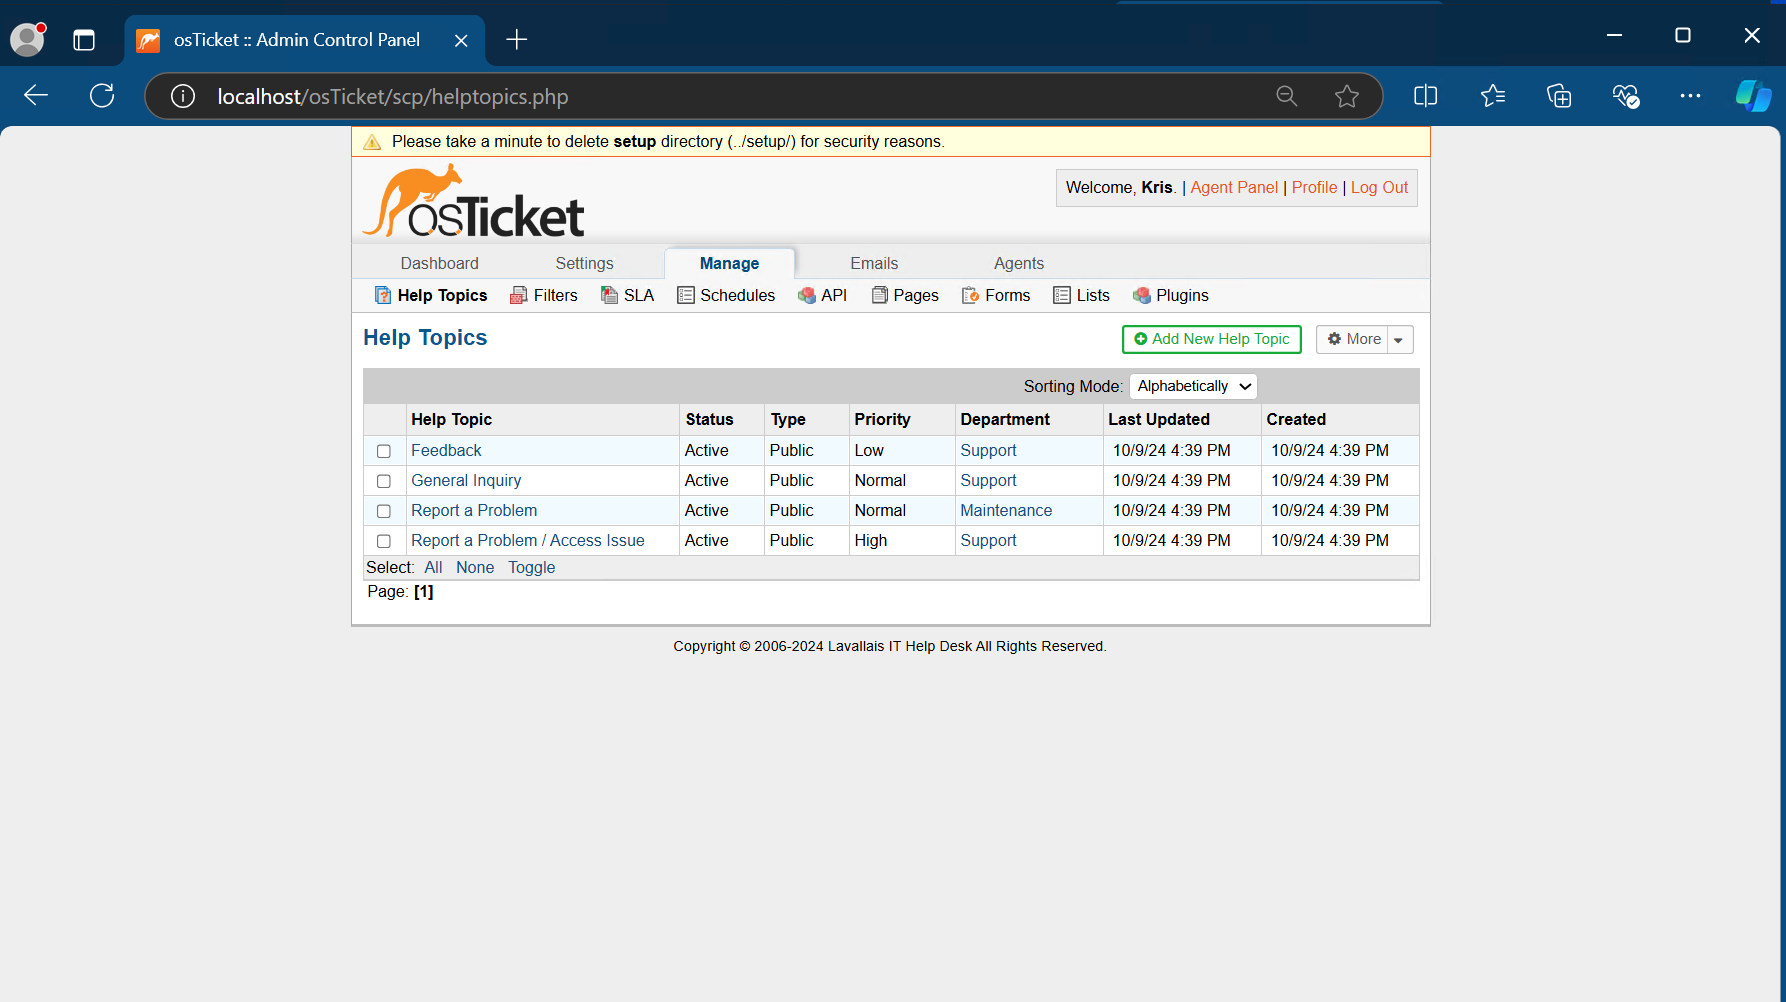 osTicket :: Admin Control Panel
localhost/osTicket/scp/helptopics.php
Please take a minute to delete setup directory (../setup/) for security reasons.
osTicket
Welcome, Kris. | Agent Panel | Profile | Log Out
Dashboard Settings Manage Emails Agents
Help Topics Filters SLA Schedules API Pages Forms Lists Plugins
Help Topics
Add New Help Topic More
Sorting Mode: Alphabetically
Help Topic Status Type Priority Department Last Updated Created
Feedback Active Public Low Support 10/9/24 4:39 PM 10/9/24 4:39 PM
General Inquiry Active Public Normal Support 10/9/24 4:39 PM 10/9/24 4:39 PM
Report a Problem Active Public Normal Maintenance 10/9/24 4:39 PM 10/9/24 4:39 PM
Report a Problem / Access Issue Active Public High Support 10/9/24 4:39 PM 10/9/24 4:39 PM
Select: All None Toggle
Page: [1]
Copyright © 2006-2024 Lavallais IT Help Desk All Rights Reserved.